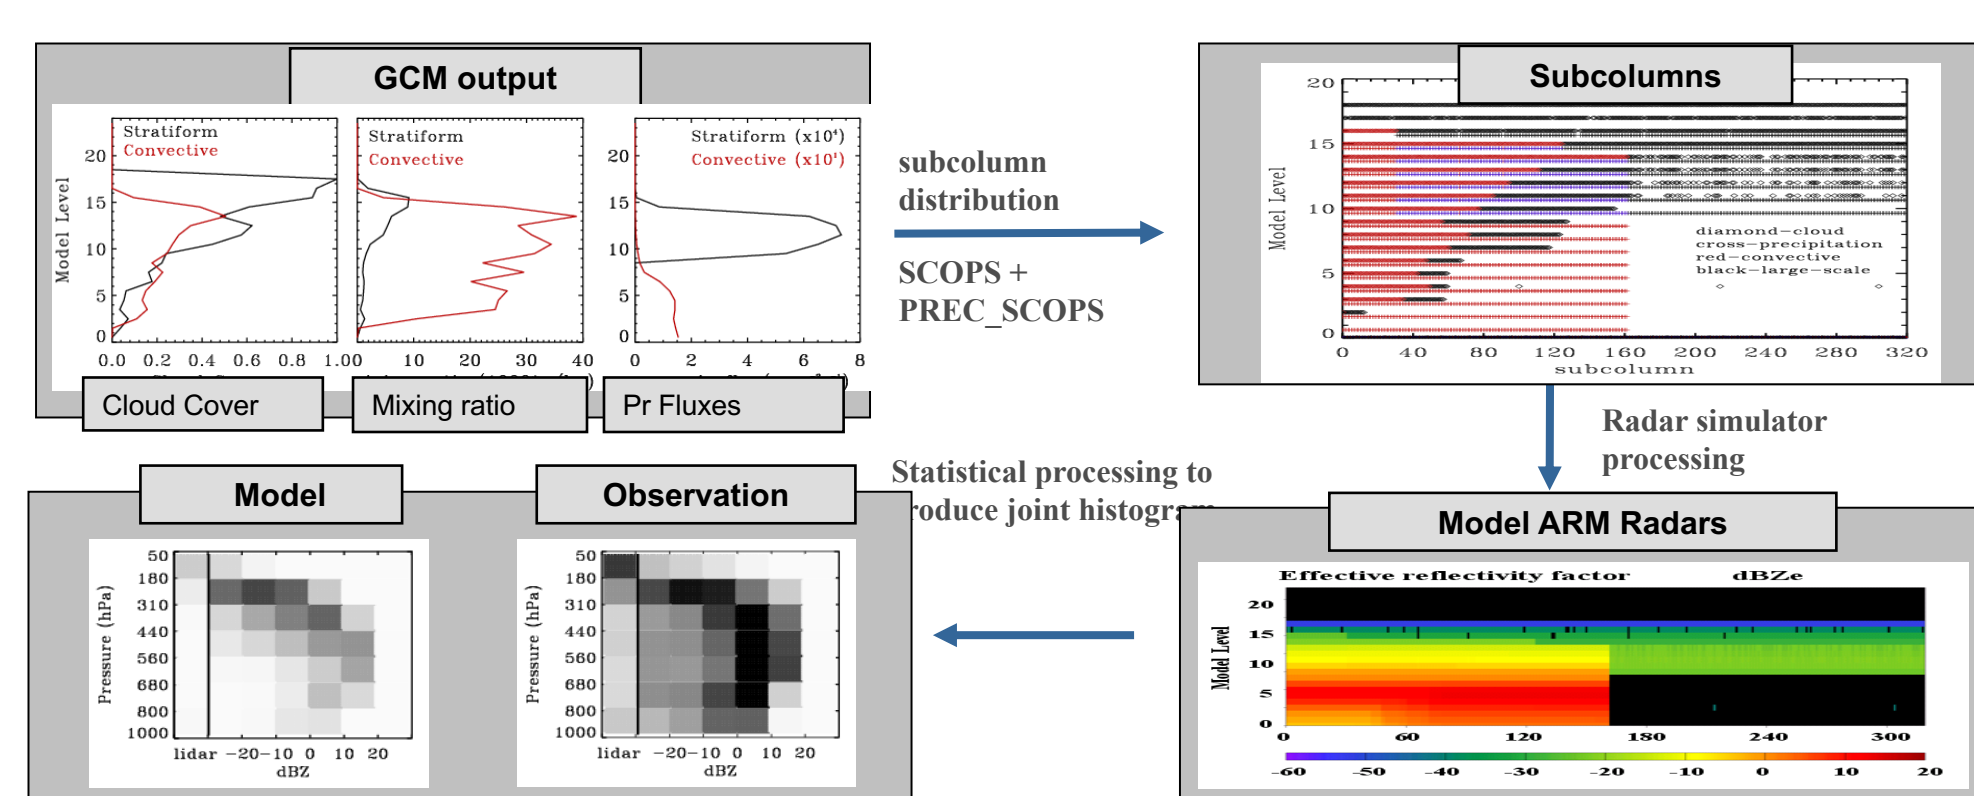 GCM output
Stratiform
Convective
Stratiform
Convective
Stratiform (x10⁴)
Convective
Model Level
20
15
10
5
0
20
15
10
5
0
0.0 0.2 0.4 0.6 0.8 1.0
0 10 20 30 40
0 2 4 6 8
Cloud Cover
Mixing ratio
Pr Fluxes
subcolumn
distribution
SCOPS +
PREC_SCOPS
Subcolumns
Model Level
20
15
10
5
0
diamond-cloud
cross-precipitation
red-convective
black-large-scale
0 40 80 120 160 200 240 280 320
subcolumn
Radar simulator
processing
Statistical processing to
roduce joint histogram
Model
Pressure (hPa)
50
180
310
440
560
680
800
1000
lidar -20-10 0 10 20
dBZ
Observation
Pressure (hPa)
50
180
310
440
560
680
800
1000
lidar -20-10 0 10 20
dBZ
Model ARM Radars
Effective reflectivity factor dBZe
Model Level
20
15
10
5
0
0 60 120 180 240 300
-60 -50 -40 -30 -20 -10 0 10 20